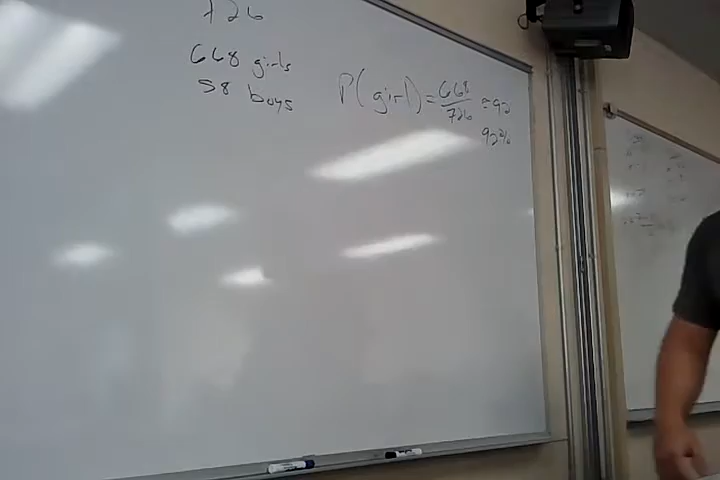 726
668 girls
58 boys
P(girl) = 668/726 ≈ .92
92%